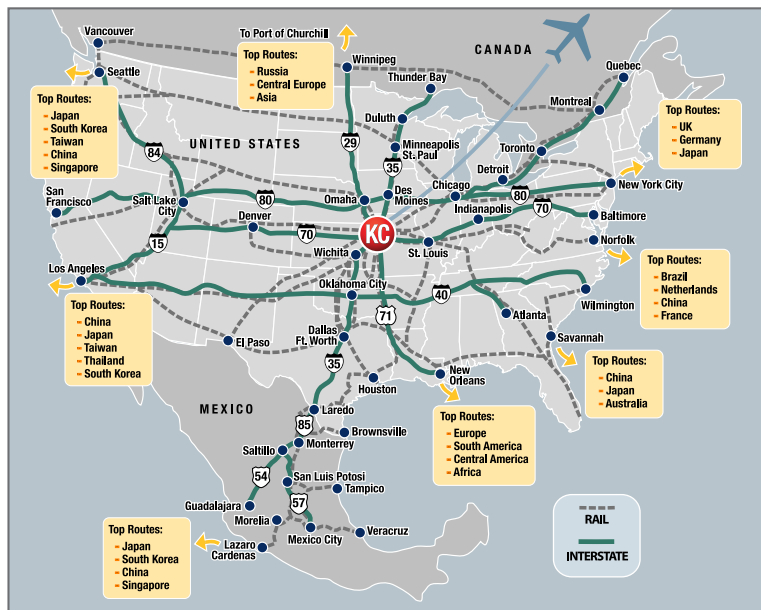 Vancouver
To Port of Churchill
CANADA
Quebec
Winnipeg
Top Routes:
- Russia
- Central Europe
- Asia
Seattle
Thunder Bay
Top Routes:
- Japan
- South Korea
- Taiwan
- China
- Singapore
Montreal
Top Routes:
- UK
- Germany
- Japan
Duluth
29
UNITED STATES
84
Minneapolis
St. Paul
35
Toronto
Detroit
New York City
San
Francisco
Salt Lake
City
80
Omaha
Des
Moines
Chicago
80
Indianapolis
70
Baltimore
Denver
15
70
KC
St. Louis
Norfolk
Wichita
Los Angeles
Top Routes:
- Brazil
- Netherlands
- China
- France
Oklahoma City
40
Wilmington
Top Routes:
- China
- Japan
- Taiwan
- Thailand
- South Korea
71
Atlanta
El Paso
Dallas
Ft. Worth
Savannah
35
Top Routes:
- China
- Japan
- Australia
New
Orleans
Houston
MEXICO
Laredo
85
Brownsville
Top Routes:
- Europe
- South America
- Central America
- Africa
Saltillo
Monterrey
54
San Luis Potosi
Tampico
57
Guadalajara
Morelia
Mexico City
Veracruz
Top Routes:
- Japan
- South Korea
- China
- Singapore
Lazaro
Cardenas
RAIL
INTERSTATE